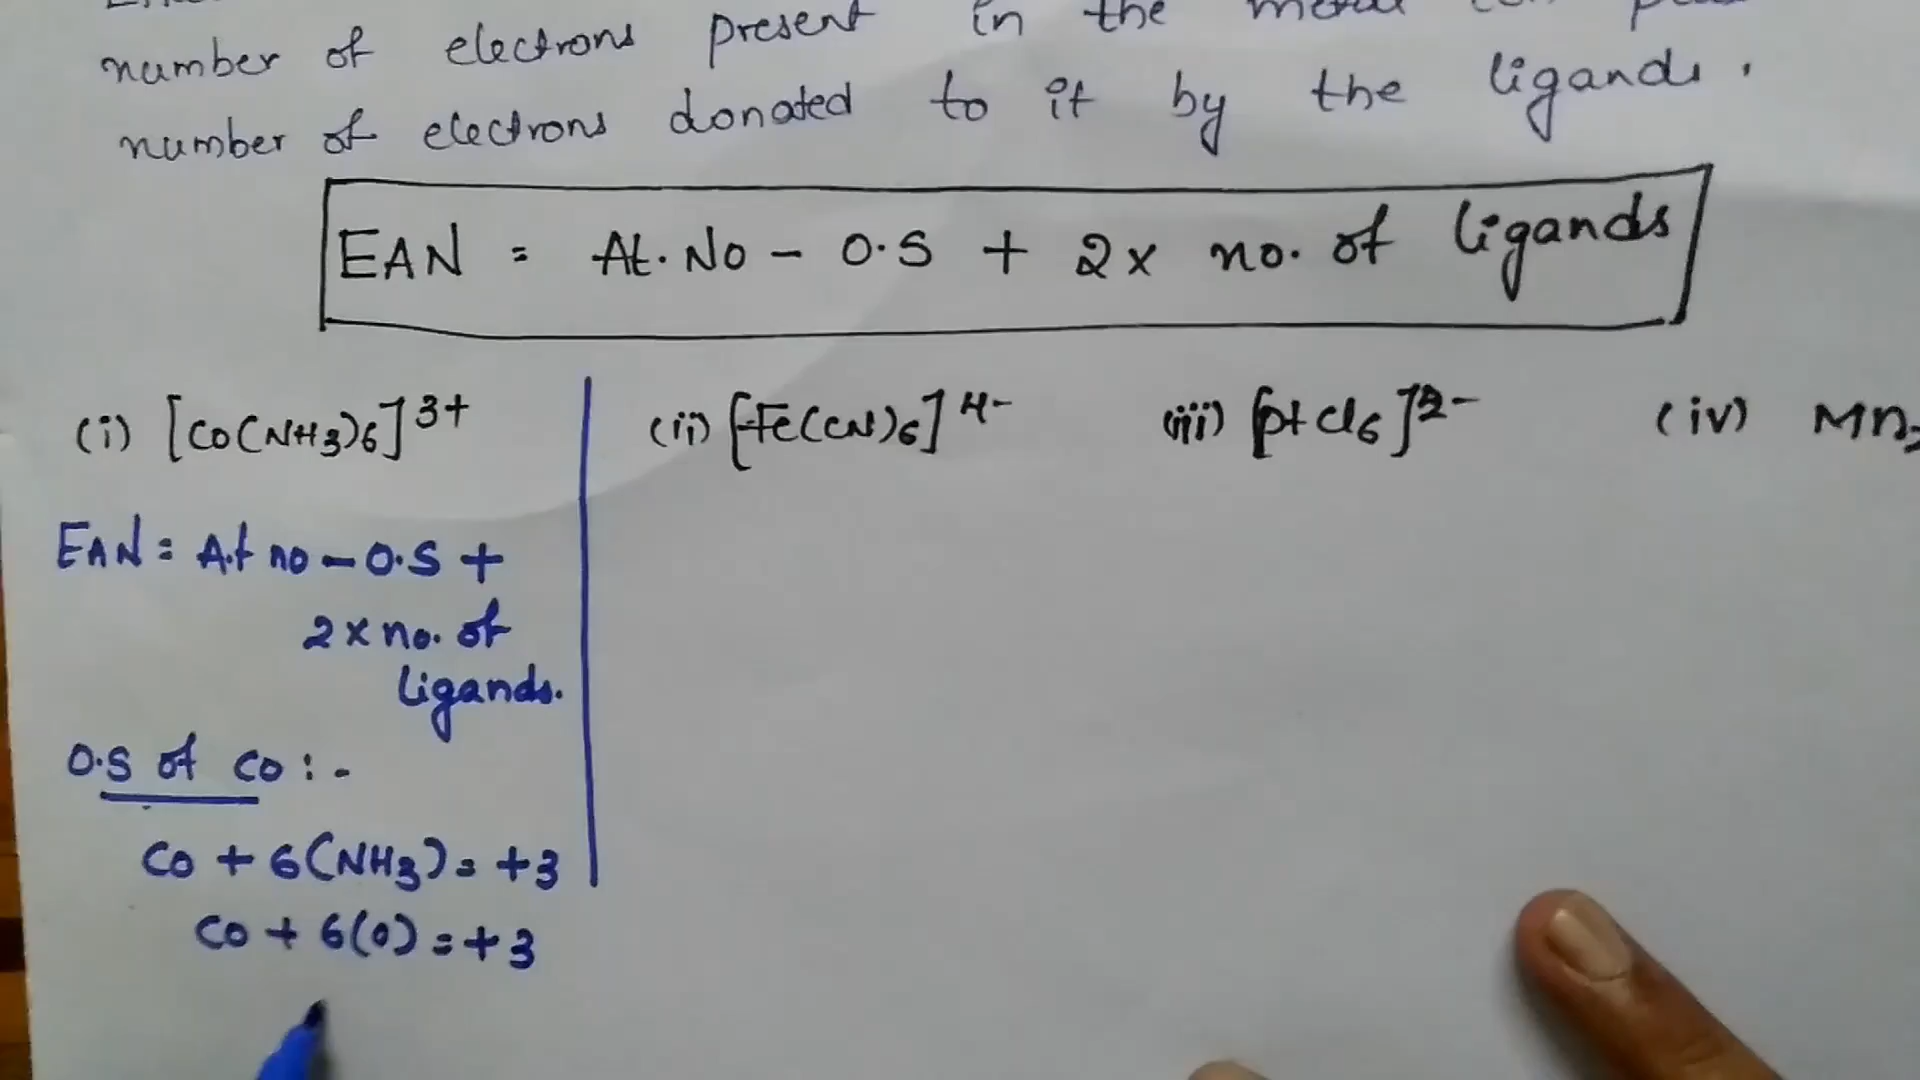 number of electrons present in the
number of electrons donated to it by the ligands.
EAN = At. No - O.S + 2x no. of ligands
(i) [Co(NH3)6]3+ (ii) [Fe(CN)6]4- (iii) [Pt Cl6]2- (iv) Mn
EAN = At no - O.S +
2 x no. of
ligands.
O.S of Co : -
Co + 6(NH3) = +3
Co + 6(0) = +3